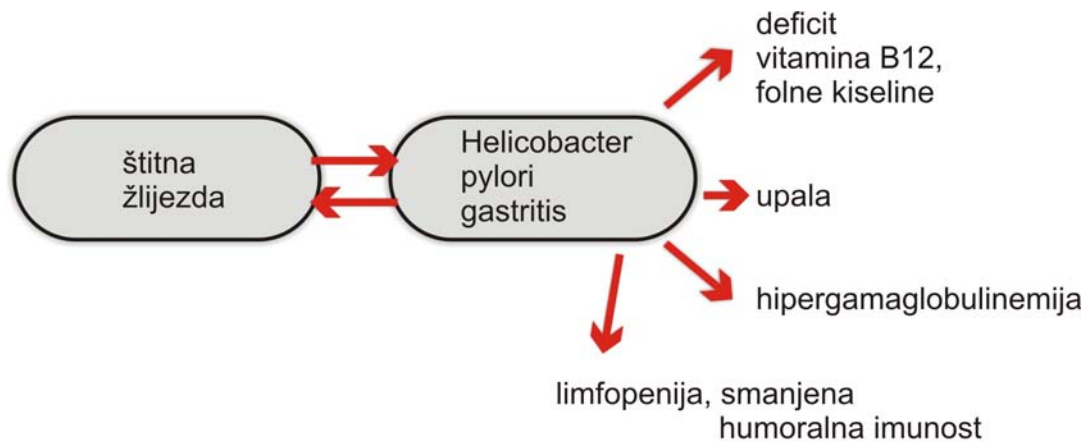 štitna
žlijezda
Helicobacter
pylori
gastritis
deficit
vitamina B12,
folne kiseline
upala
hipergamaglobulinemija
limfopenija, smanjena
humoralna imunost